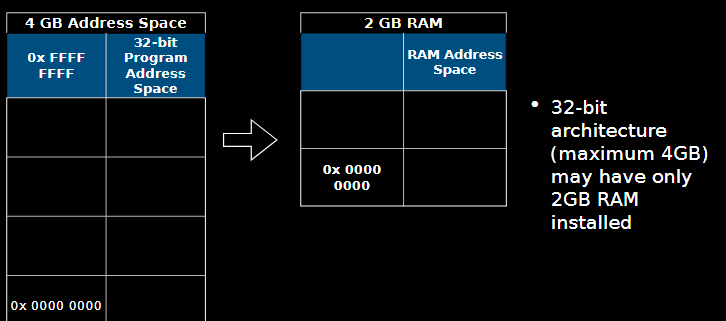 4 GB Address Space
0x FFFF
FFFF
32-bit
Program
Address
Space
0x 0000 0000
2 GB RAM
RAM Address
Space
0x 0000
0000
• 32-bit
architecture
(maximum 4GB)
may have only
2GB RAM
installed